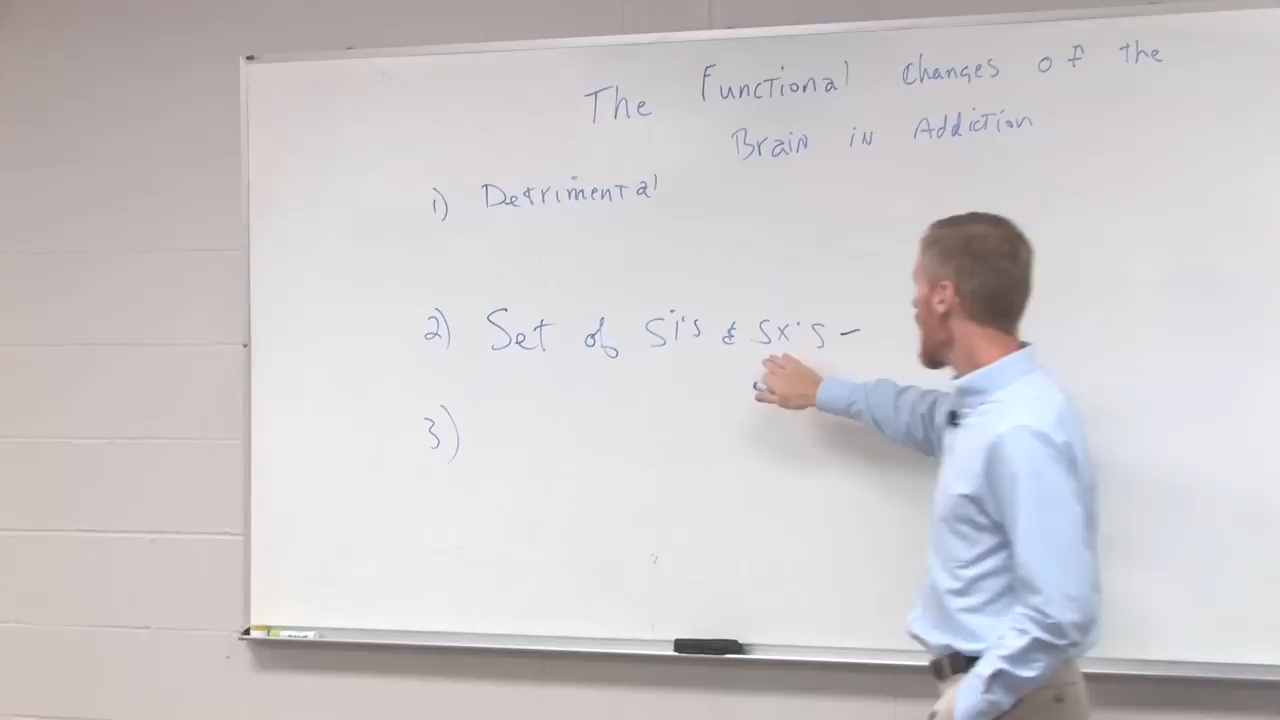 The Functional Changes of the
Brain in Addiction
1) Detrimental
2) Set of Si's & Sx's -
3)